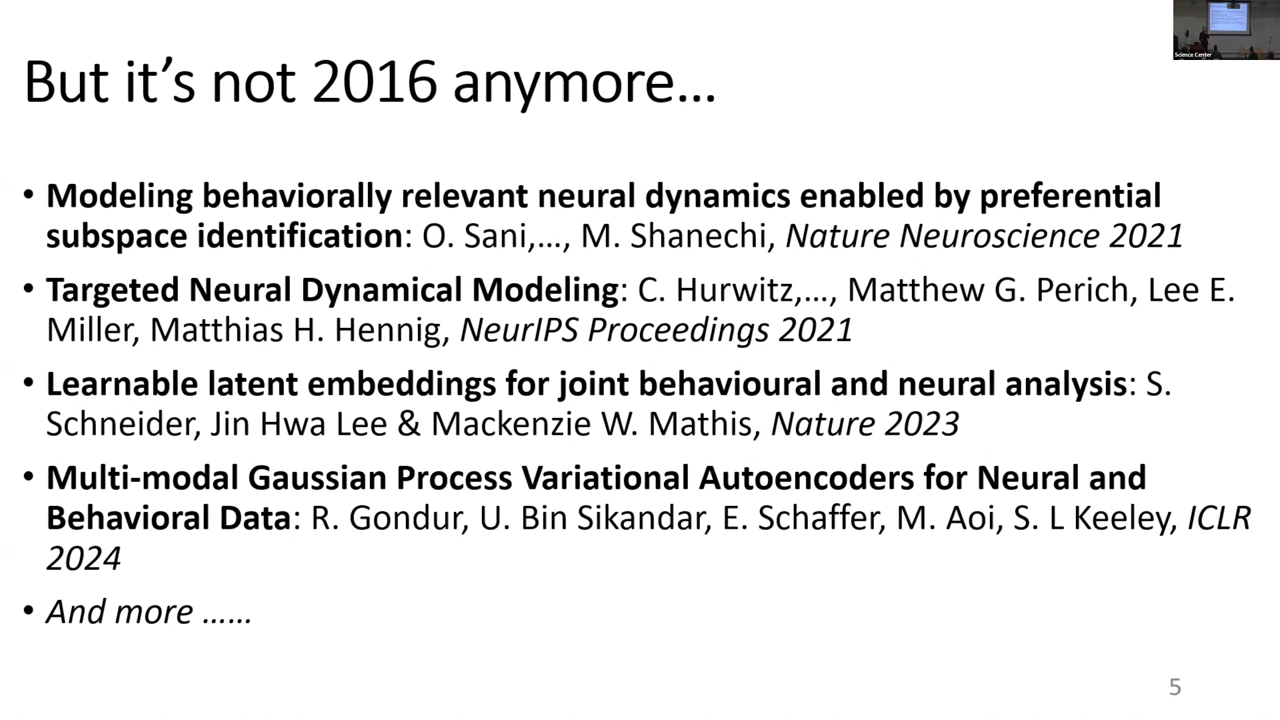 Science Center
But it's not 2016 anymore...
• Modeling behaviorally relevant neural dynamics enabled by preferential
subspace identification: O. Sani,..., M. Shanechi, Nature Neuroscience 2021
• Targeted Neural Dynamical Modeling: C. Hurwitz,..., Matthew G. Perich, Lee E.
Miller, Matthias H. Hennig, NeurIPS Proceedings 2021
• Learnable latent embeddings for joint behavioural and neural analysis: S.
Schneider, Jin Hwa Lee & Mackenzie W. Mathis, Nature 2023
• Multi-modal Gaussian Process Variational Autoencoders for Neural and
Behavioral Data: R. Gondur, U. Bin Sikandar, E. Schaffer, M. Aoi, S. L Keeley, ICLR
2024
• And more ......
5